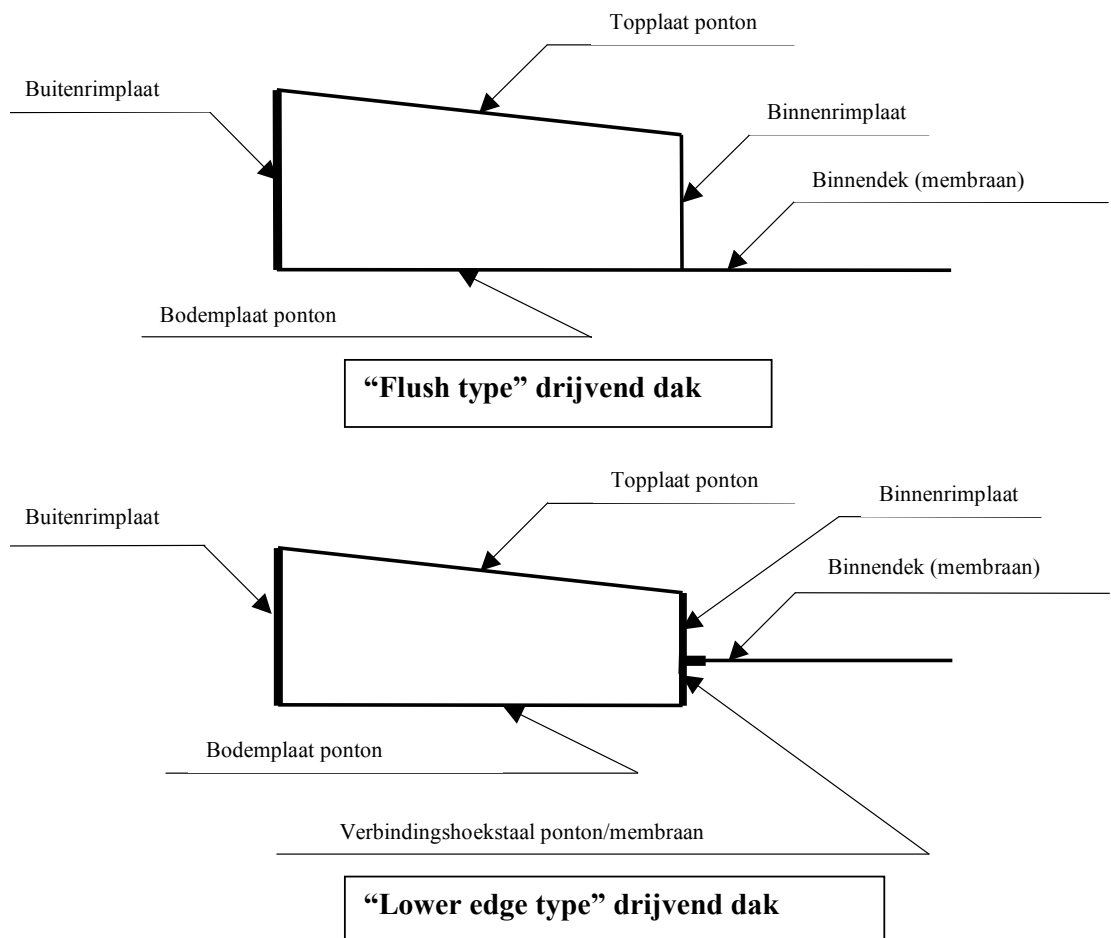 Topplaat ponton
Buitenrimplaat
Binnenrimplaat
Binnendek (membraan)
Bodemplaat ponton
“Flush type” drijvend dak
Topplaat ponton
Binnenrimplaat
Buitenrimplaat
Binnendek (membraan)
Bodemplaat ponton
Verbindingshoekstaal ponton/membraan
“Lower edge type” drijvend dak